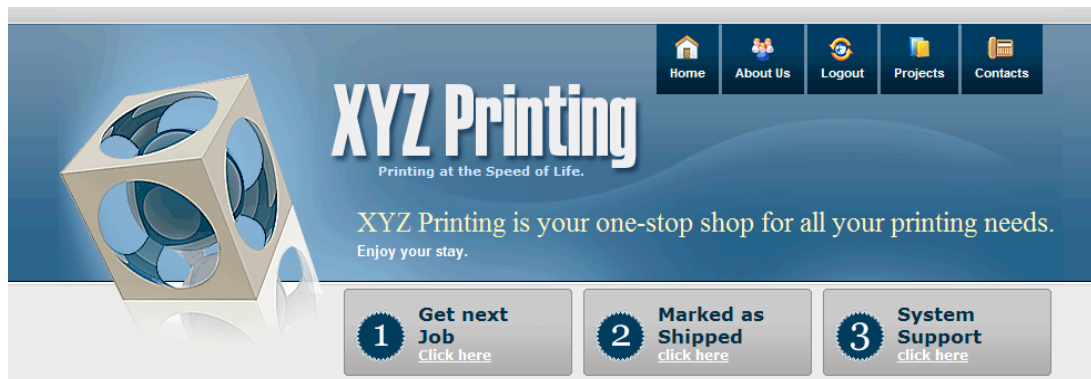 Home About Us Logout Projects Contacts
XYZ Printing
Printing at the Speed of Life.
XYZ Printing is your one-stop shop for all your printing needs.
Enjoy your stay.
1
Get next
Job
Click here
2
Marked as
Shipped
click here
3
System
Support
click here